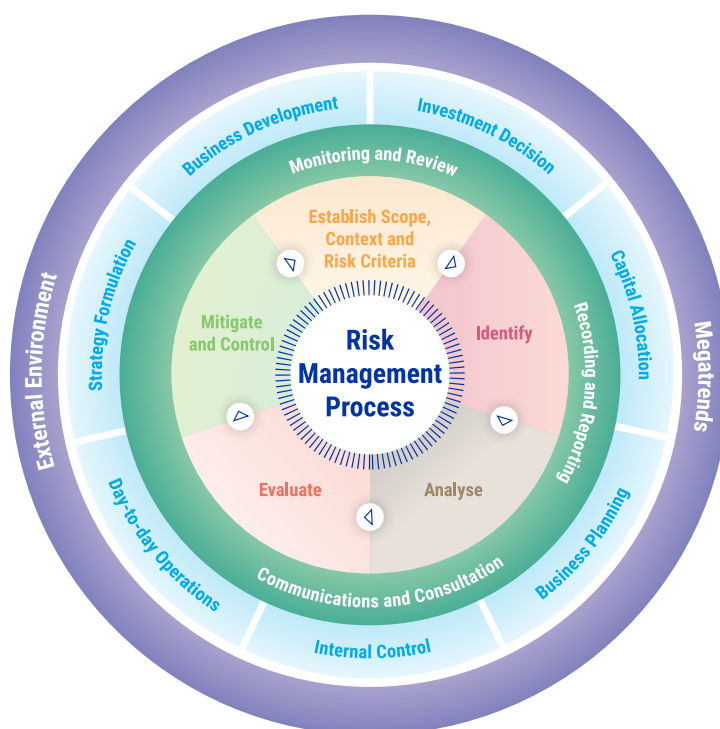 Business Development
Investment Decision
Monitoring and Review
Establish Scope,
Context and
Risk Criteria
Strategy Formulation
Capital Allocation
External Environment
Megatrends
Mitigate
and Control
Identify
Recording and Reporting
Risk
Management
Process
Evaluate
Analyse
Day-to-day Operations
Business Planning
Communications and Consultation
Internal Control